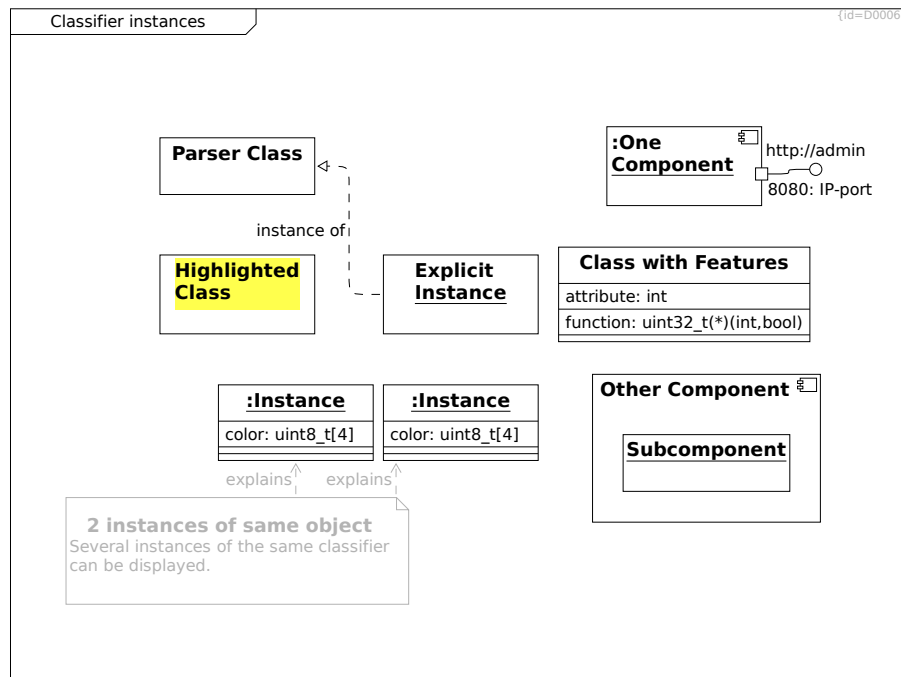 Classifier instances
{id=D0006
Parser Class
:One
Component
http://admin
8080: IP-port
instance of
Highlighted
Class
Explicit
Instance
Class with Features
attribute: int
function: uint32_t(*)(int,bool)
:Instance
color: uint8_t[4]
:Instance
color: uint8_t[4]
Other Component
Subcomponent
explains
explains
2 instances of same object
Several instances of the same classifier
can be displayed.